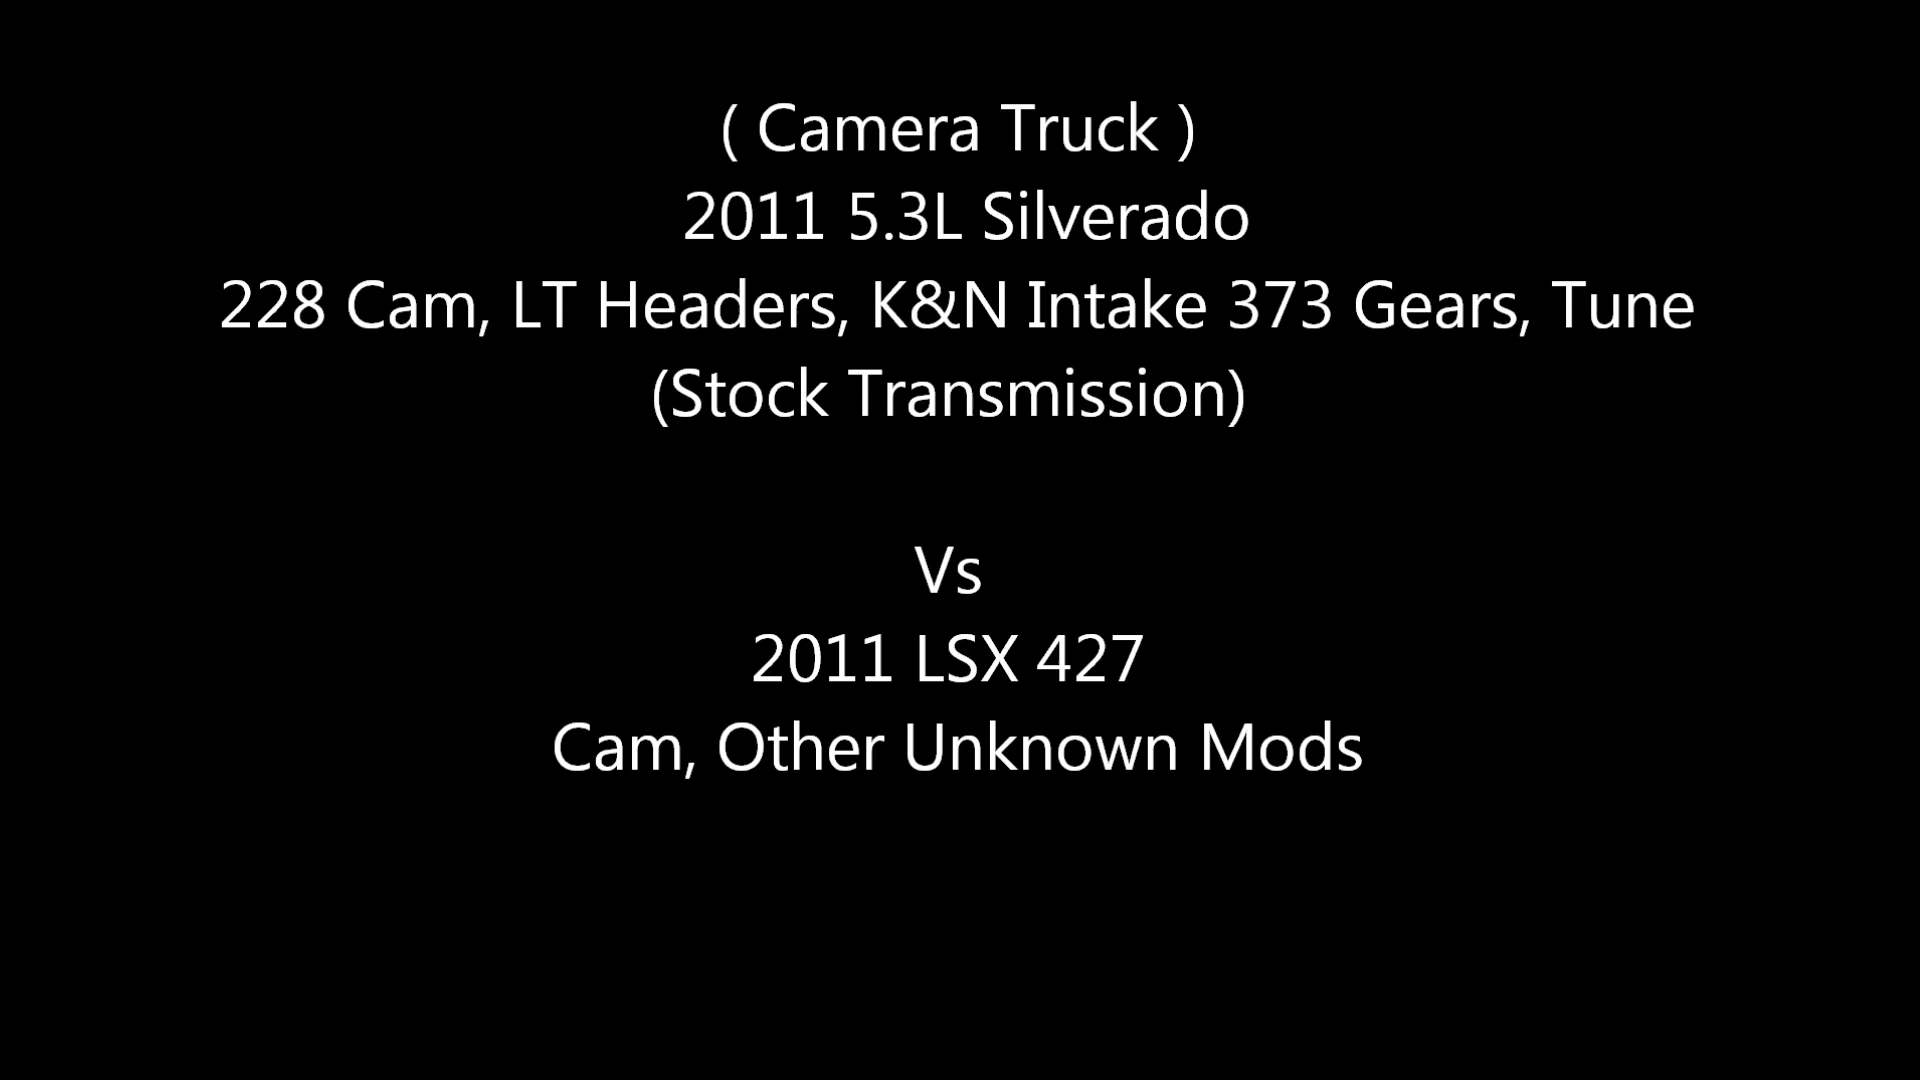 ( Camera Truck )
2011 5.3L Silverado
228 Cam, LT Headers, K&N Intake 373 Gears, Tune
(Stock Transmission)
Vs
2011 LSX 427
Cam, Other Unknown Mods